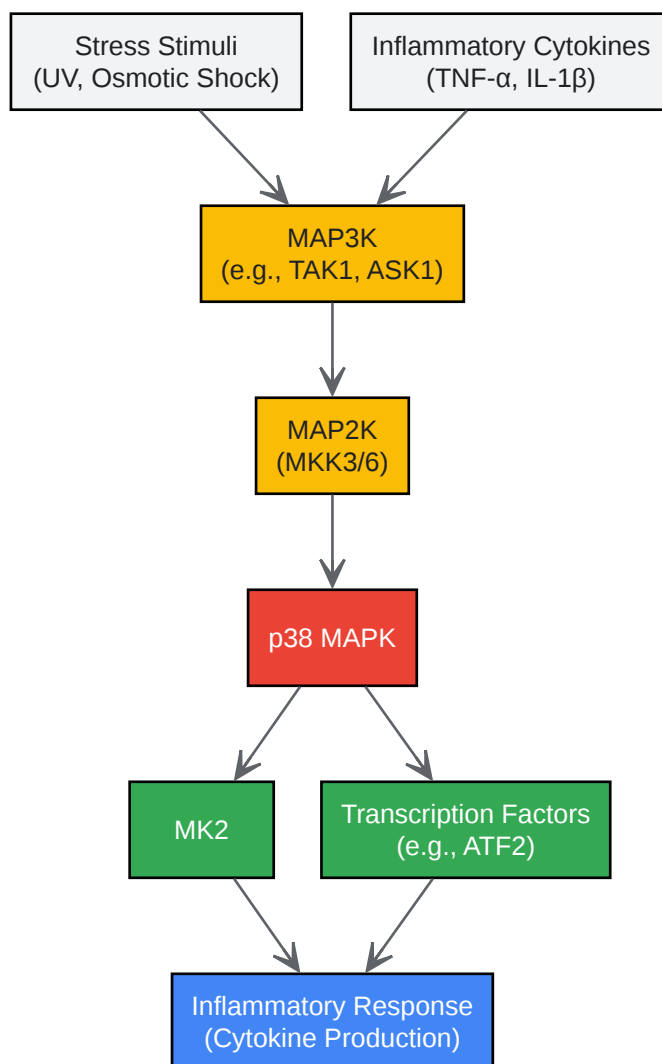 Stress Stimuli
(UV, Osmotic Shock)
Inflammatory Cytokines
(TNF-α, IL-1β)
MAP3K
(e.g., TAK1, ASK1)
MAP2K
(MKK3/6)
p38 MAPK
MK2
Transcription Factors
(e.g., ATF2)
Inflammatory Response
(Cytokine Production)